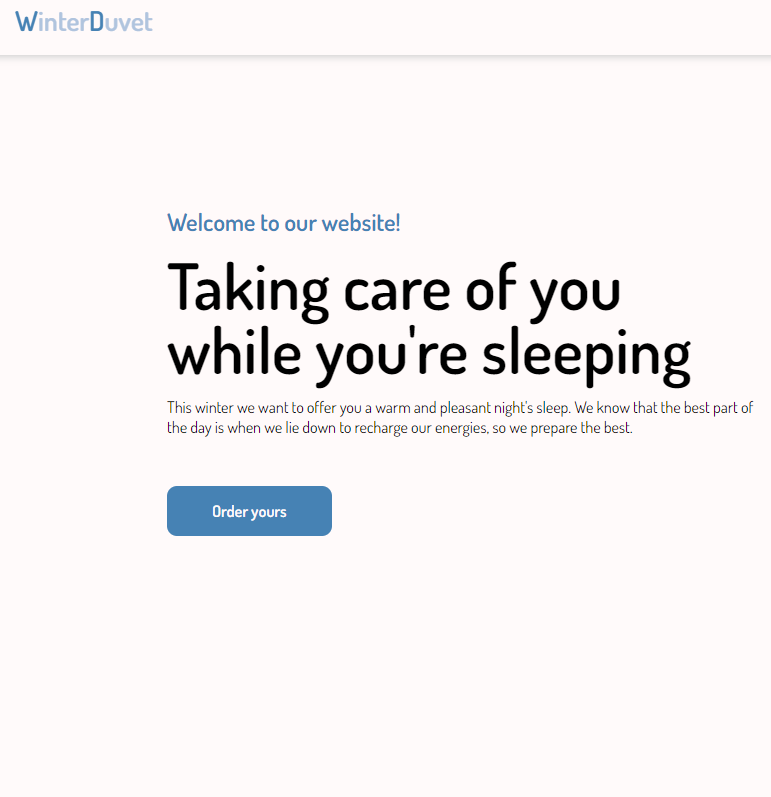 WinterDuvet
Welcome to our website!
Taking care of you
while you're sleeping
This winter we want to offer you a warm and pleasant night's sleep. We know that the best part of
the day is when we lie down to recharge our energies, so we prepare the best.
Order yours